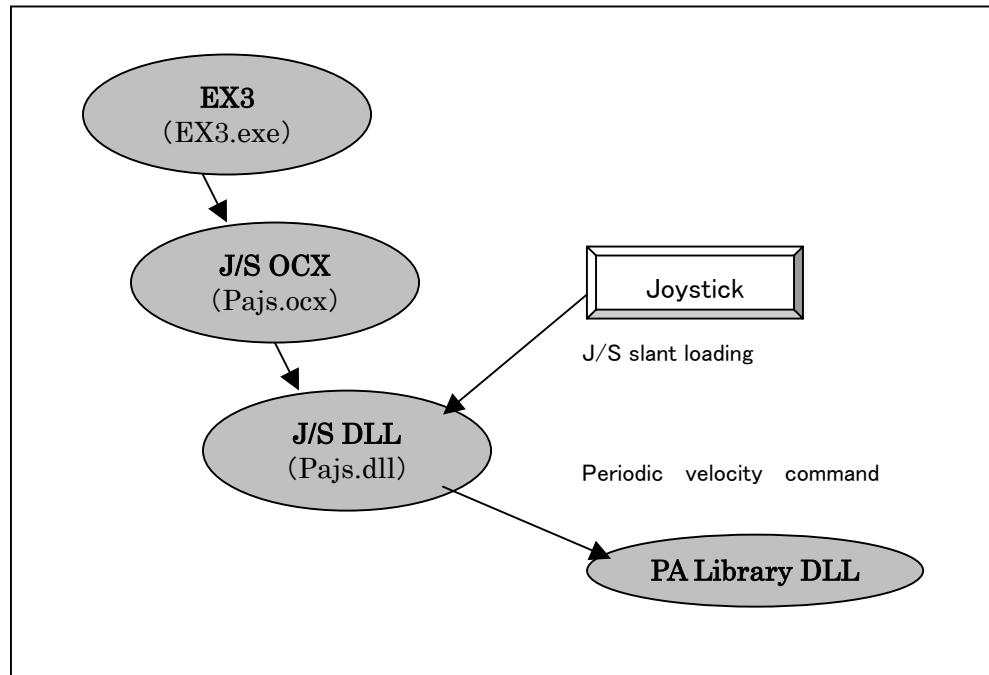 EX3
（EX3.exe）
J/S OCX
（Pajs.ocx）
Joystick
J/S slant loading
J/S DLL
（Pajs.dll）
Periodic velocity command
PA Library DLL